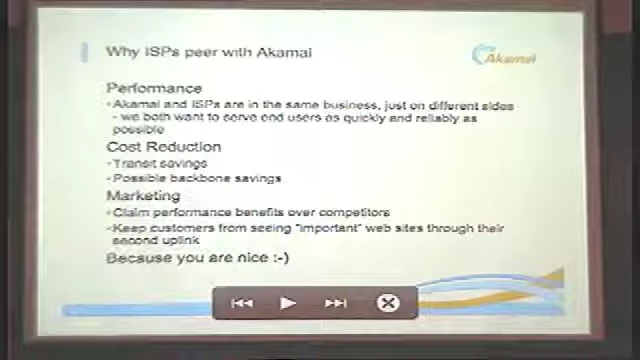 Why ISPs peer with Akamai
Akamai
Performance
•Akamai and ISPs are in the same business, just on different sides
- we both want to serve end users as quickly and reliably as
possible
Cost Reduction
•Transit savings
•Possible backbone savings
Marketing
•Claim performance benefits over competitors
•Keep customers from seeing "important" web sites through their
second uplink
Because you are nice :-)